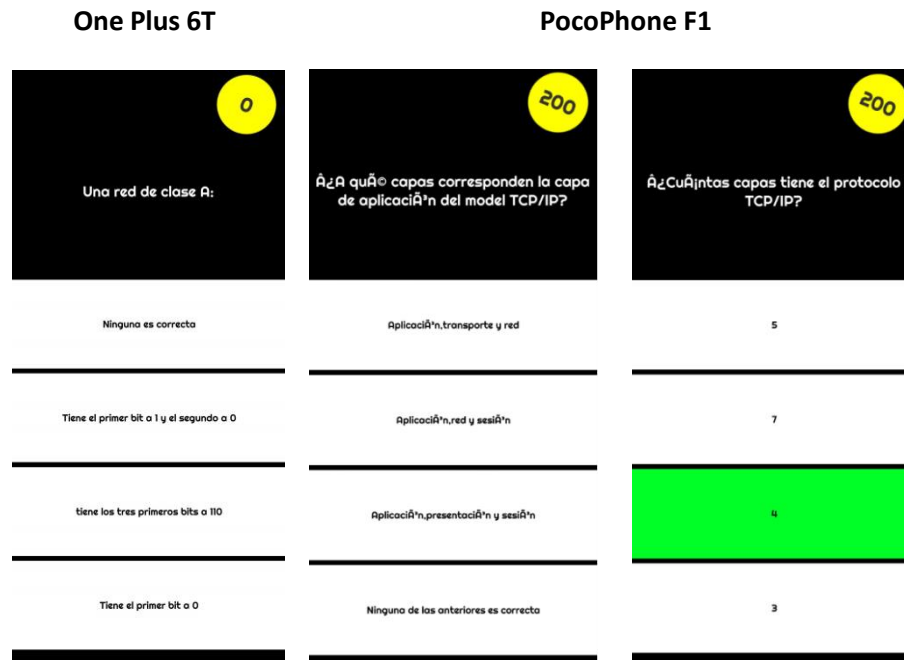 One Plus 6T
PocoPhone F1
0
Una red de clase A:
Ninguna es correcta
Tiene el primer bit a 1 y el segundo a 0
tiene los tres primeros bits a 110
Tiene el primer bit a 0
200
Â¿A quÃ© capas corresponden la capa
de aplicaciÃ³n del model TCP/IP?
AplicaciÃ³n,transporte y red
AplicaciÃ³n,red y sesiÃ³n
AplicaciÃ³n,presentaciÃ³n y sesiÃ³n
Ninguna de las anteriores es correcta
200
Â¿CuÃ¡ntas capas tiene el protocolo
TCP/IP?
5
7
4
3